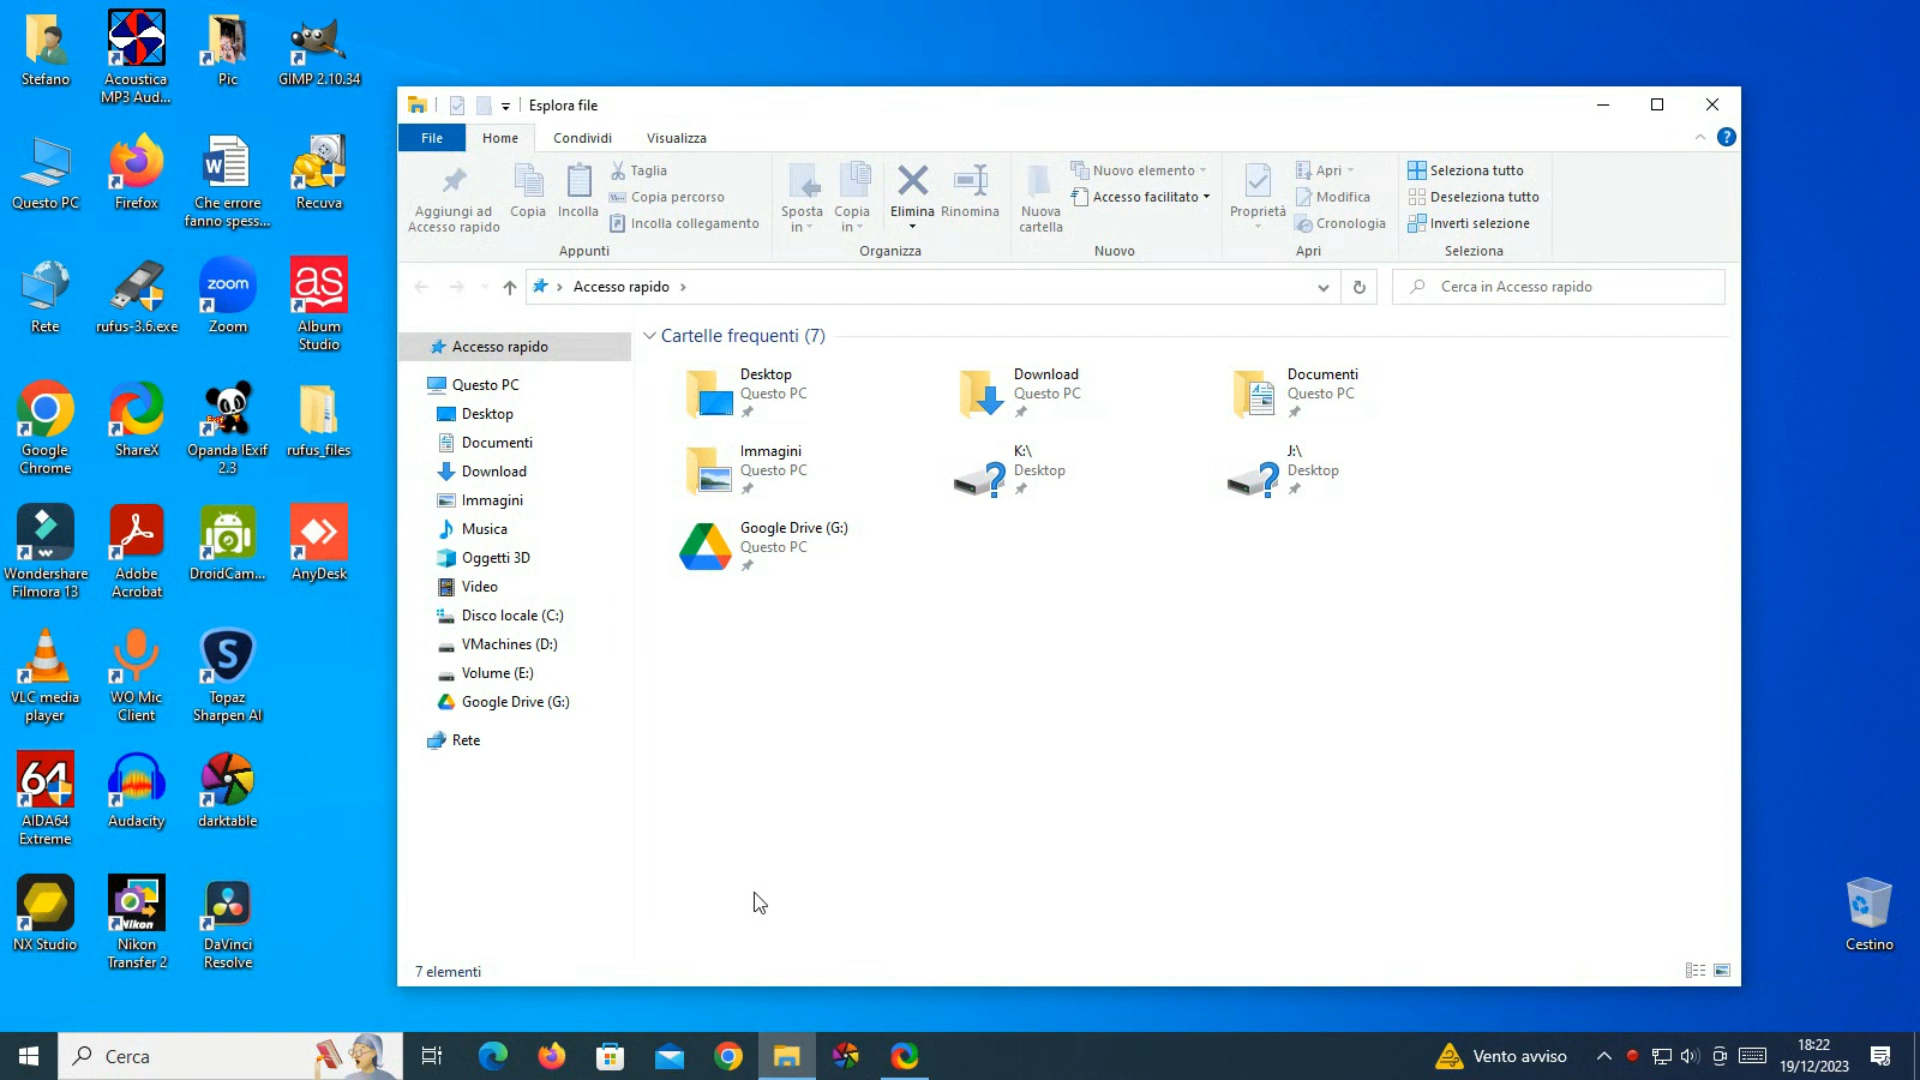 Stefano
Acoustica
MP3 Aud...
Pic
GIMP 2.10.34
Questo PC
Firefox
Che errore
fanno spess...
Recuva
Rete
rufus-3.6.exe
zoom
Zoom
as
Album
Studio
Google
Chrome
ShareX
Opanda IExif
2.3
rufus_files
Wondershare
Filmora 13
Adobe
Acrobat
DroidCam...
AnyDesk
VLC media
player
WO Mic
Client
S
Topaz
Sharpen AI
64
AIDA64
Extreme
Audacity
darktable
NX Studio
Nikon
Nikon
Transfer 2
DaVinci
Resolve
Esplora file
File
Home
Condividi
Visualizza
?
Aggiungi ad
Accesso rapido
Copia
Incolla
Taglia
Copia percorso
Incolla collegamento
Appunti
Sposta
in
Copia
in
Elimina
Rinomina
Organizza
Nuova
cartella
Nuovo elemento
Accesso facilitato
Nuovo
Proprietà
Apri
Modifica
Cronologia
Apri
Seleziona tutto
Deseleziona tutto
Inverti selezione
Seleziona
Accesso rapido
Cerca in Accesso rapido
Accesso rapido
Questo PC
Desktop
Documenti
Download
Immagini
Musica
Oggetti 3D
Video
Disco locale (C:)
VMachines (D:)
Volume (E:)
Google Drive (G:)
Rete
Cartelle frequenti (7)
Desktop
Questo PC
Download
Questo PC
Documenti
Questo PC
Immagini
Questo PC
K:\
Desktop
J:\
Desktop
Google Drive (G:)
Questo PC
7 elementi
Cestino
Cerca
Vento avviso
18:22
19/12/2023